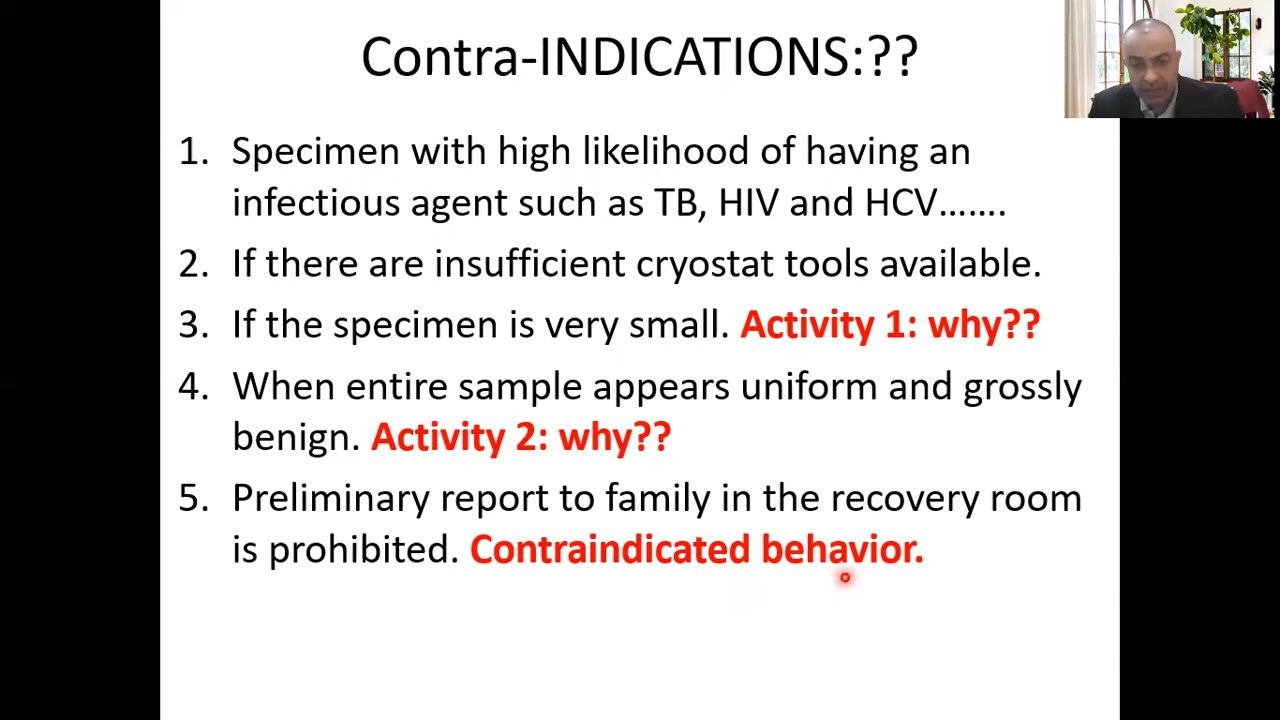 Contra-INDICATIONS:??
1. Specimen with high likelihood of having an
infectious agent such as TB, HIV and HCV…….
2. If there are insufficient cryostat tools available.
3. If the specimen is very small. Activity 1: why??
4. When entire sample appears uniform and grossly
benign. Activity 2: why??
5. Preliminary report to family in the recovery room
is prohibited. Contraindicated behavior.